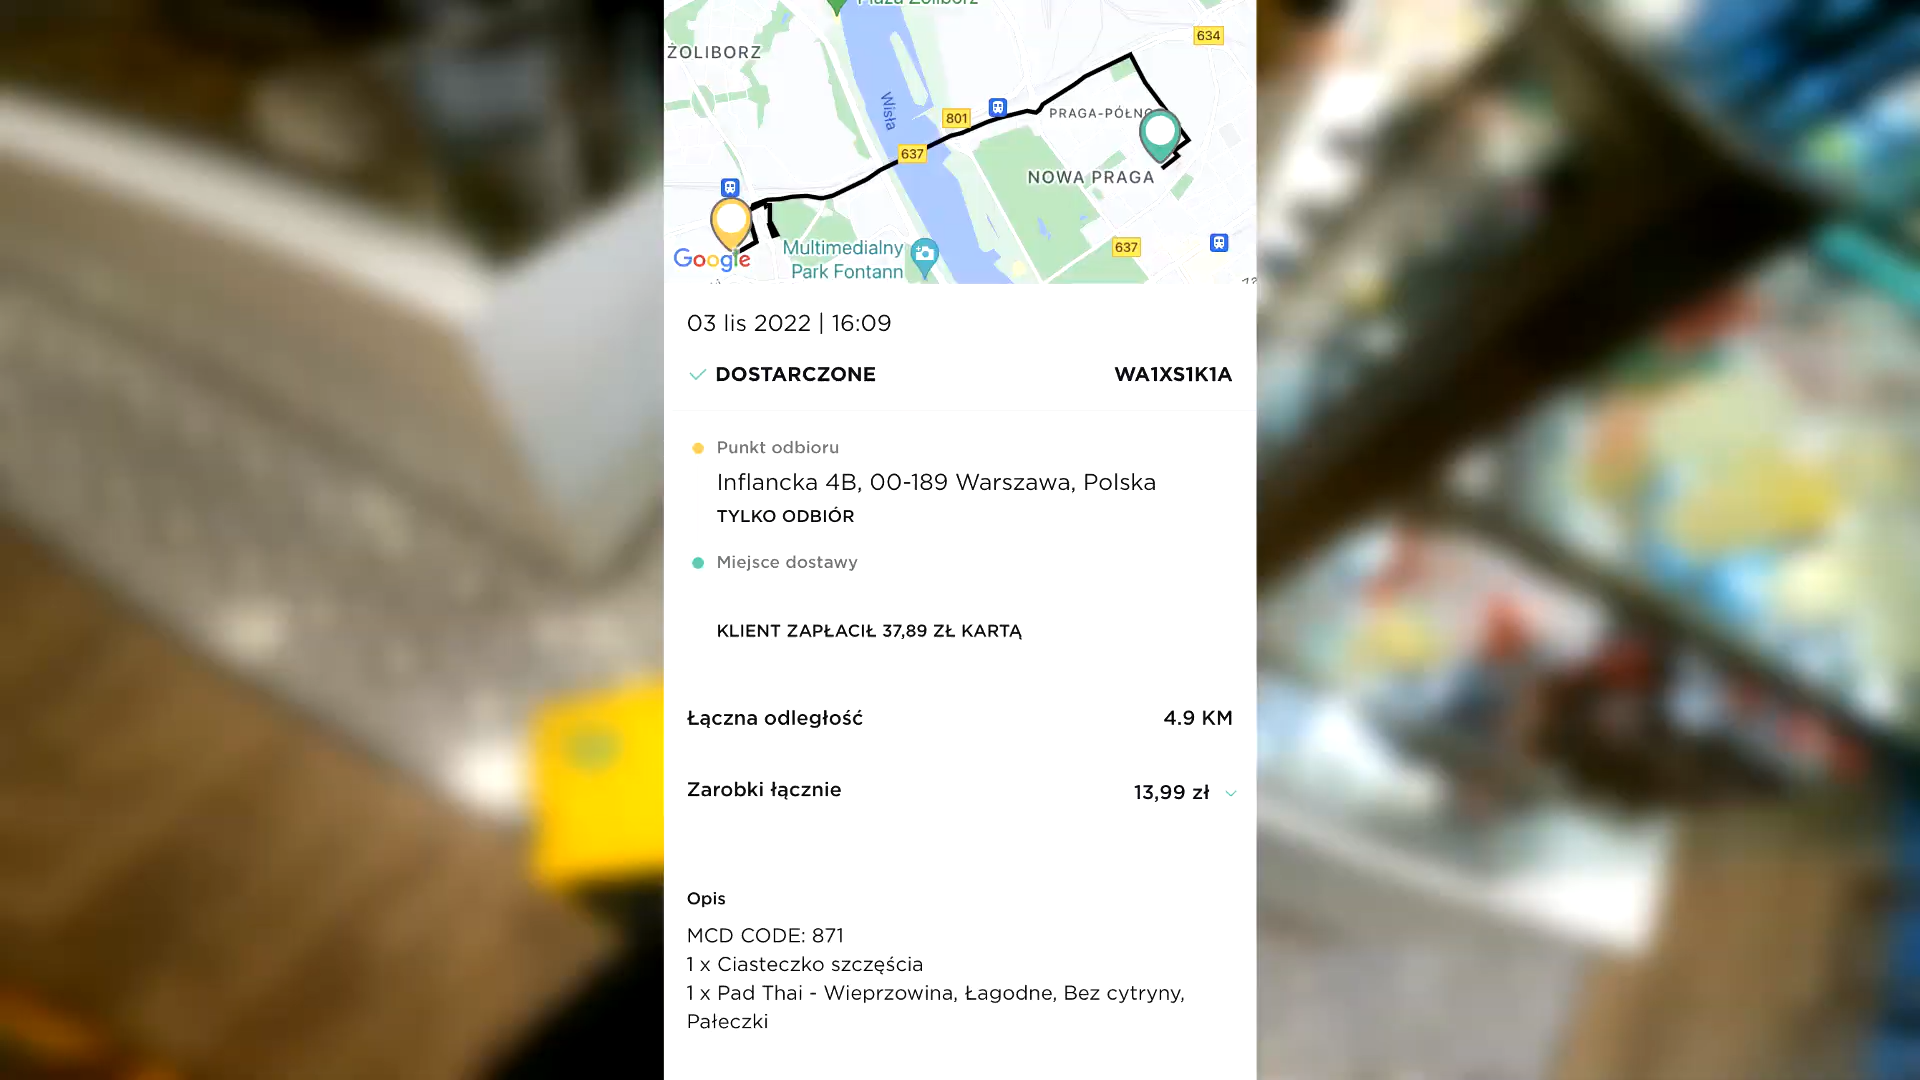 Plaza Żoliborz
ŻOLIBORZ
634
Wisła
801
PRAGA-PÓŁNO
637
NOWA PRAGA
Multimedialny
Park Fontann
637
Google
03 lis 2022 | 16:09
DOSTARCZONE
WA1XS1K1A
Punkt odbioru
Inflancka 4B, 00-189 Warszawa, Polska
TYLKO ODBIÓR
Miejsce dostawy
KLIENT ZAPŁACIŁ 37,89 ZŁ KARTĄ
Łączna odległość
4.9 KM
Zarobki łącznie
13,99 zł
Opis
MCD CODE: 871
1 x Ciasteczko szczęścia
1 x Pad Thai - Wieprzowina, Łagodne, Bez cytryny,
Pałeczki